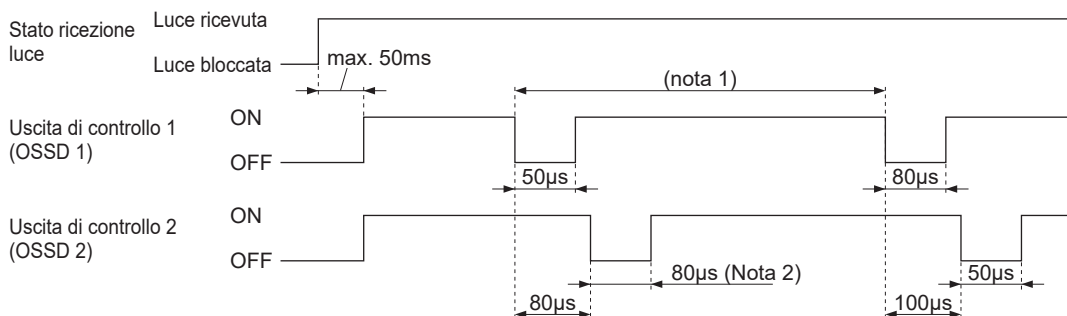 Stato ricezione
luce
Luce ricevuta
Luce bloccata
max. 50ms
(nota 1)
Uscita di controllo 1
(OSSD 1)
ON
OFF
50µs
80µs
Uscita di controllo 2
(OSSD 2)
ON
OFF
80µs (Nota 2)
50µs
80µs
100µs